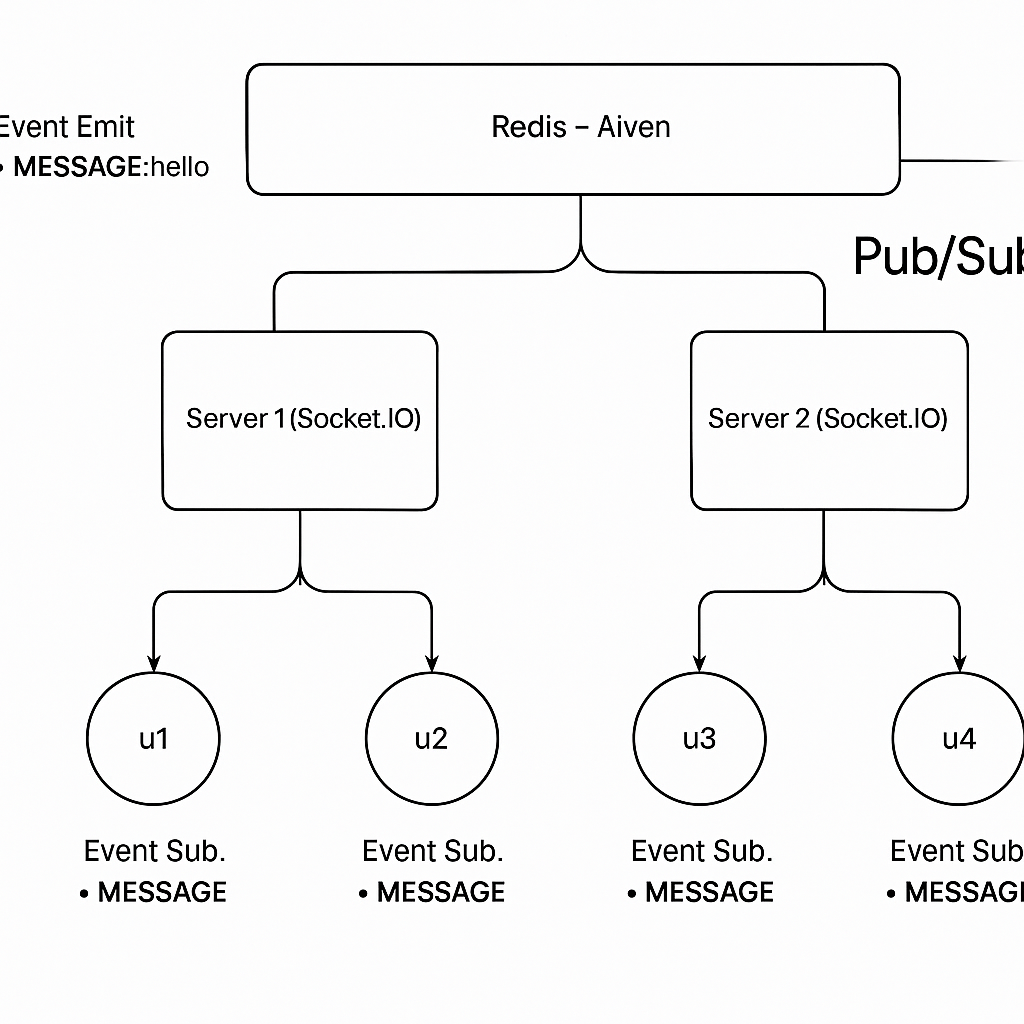 Event Emit
• MESSAGE:hello
Redis – Aiven
Pub/Sub
Server 1 (Socket.IO)
Server 2 (Socket.IO)
u1
u2
u3
u4
Event Sub.
• MESSAGE
Event Sub.
• MESSAGE
Event Sub.
• MESSAGE
Event Sub
• MESSAGE